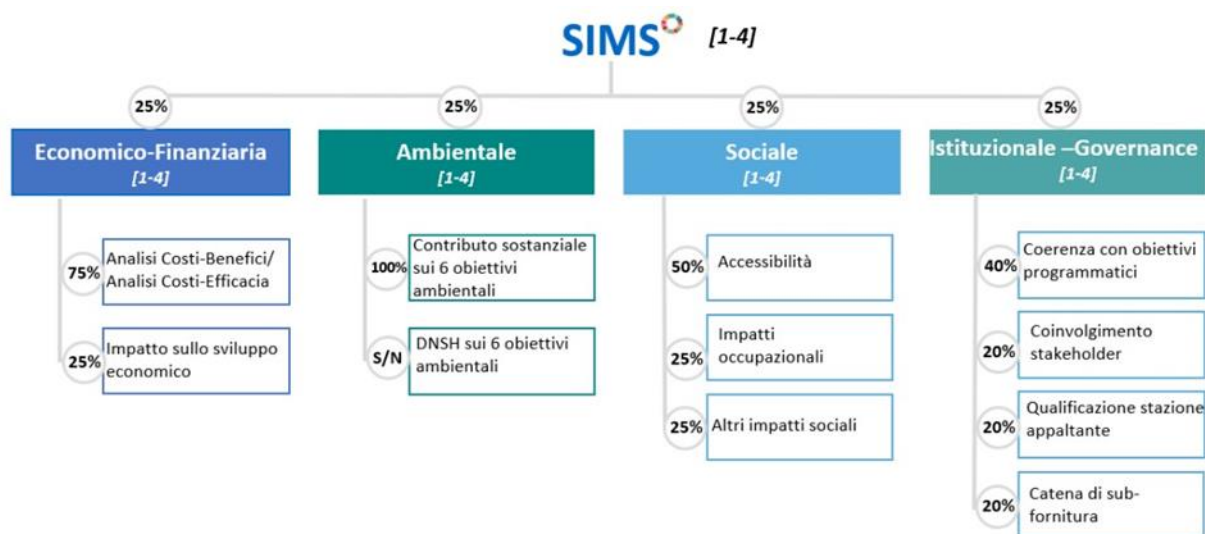 SIMS [1-4]
25%
25%
25%
25%
Economico-Finanziaria
[1-4]
Ambientale
[1-4]
Sociale
[1-4]
Istituzionale –Governance
[1-4]
75%
Analisi Costi-Benefici/
Analisi Costi-Efficacia
25%
Impatto sullo sviluppo
economico
100%
Contributo sostanziale
sui 6 obiettivi
ambientali
S/N
DNSH sui 6 obiettivi
ambientali
50%
Accessibilità
25%
Impatti
occupazionali
25%
Altri impatti sociali
40%
Coerenza con obiettivi
programmatici
20%
Coinvolgimento
stakeholder
20%
Qualificazione stazione
appaltante
20%
Catena di sub-
fornitura